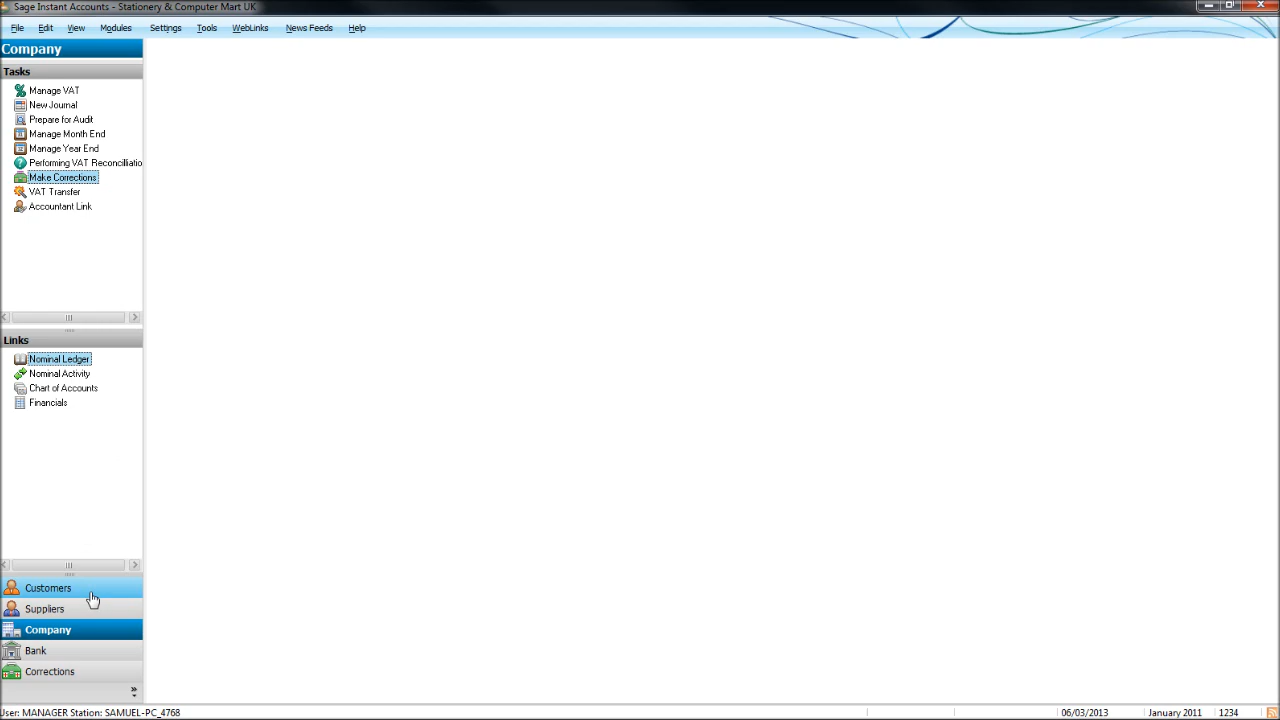 Sage Instant Accounts - Stationery & Computer Mart UK
File Edit View Modules Settings Tools WebLinks News Feeds Help
Company
Tasks
Manage VAT
New Journal
Prepare for Audit
Manage Month End
Manage Year End
Performing VAT Reconciliatio
Make Corrections
VAT Transfer
Accountant Link
Links
Nominal Ledger
Nominal Activity
Chart of Accounts
Financials
Customers
Suppliers
Company
Bank
Corrections
User: MANAGER Station: SAMUEL-PC_4768 06/03/2013 January 2011 1234